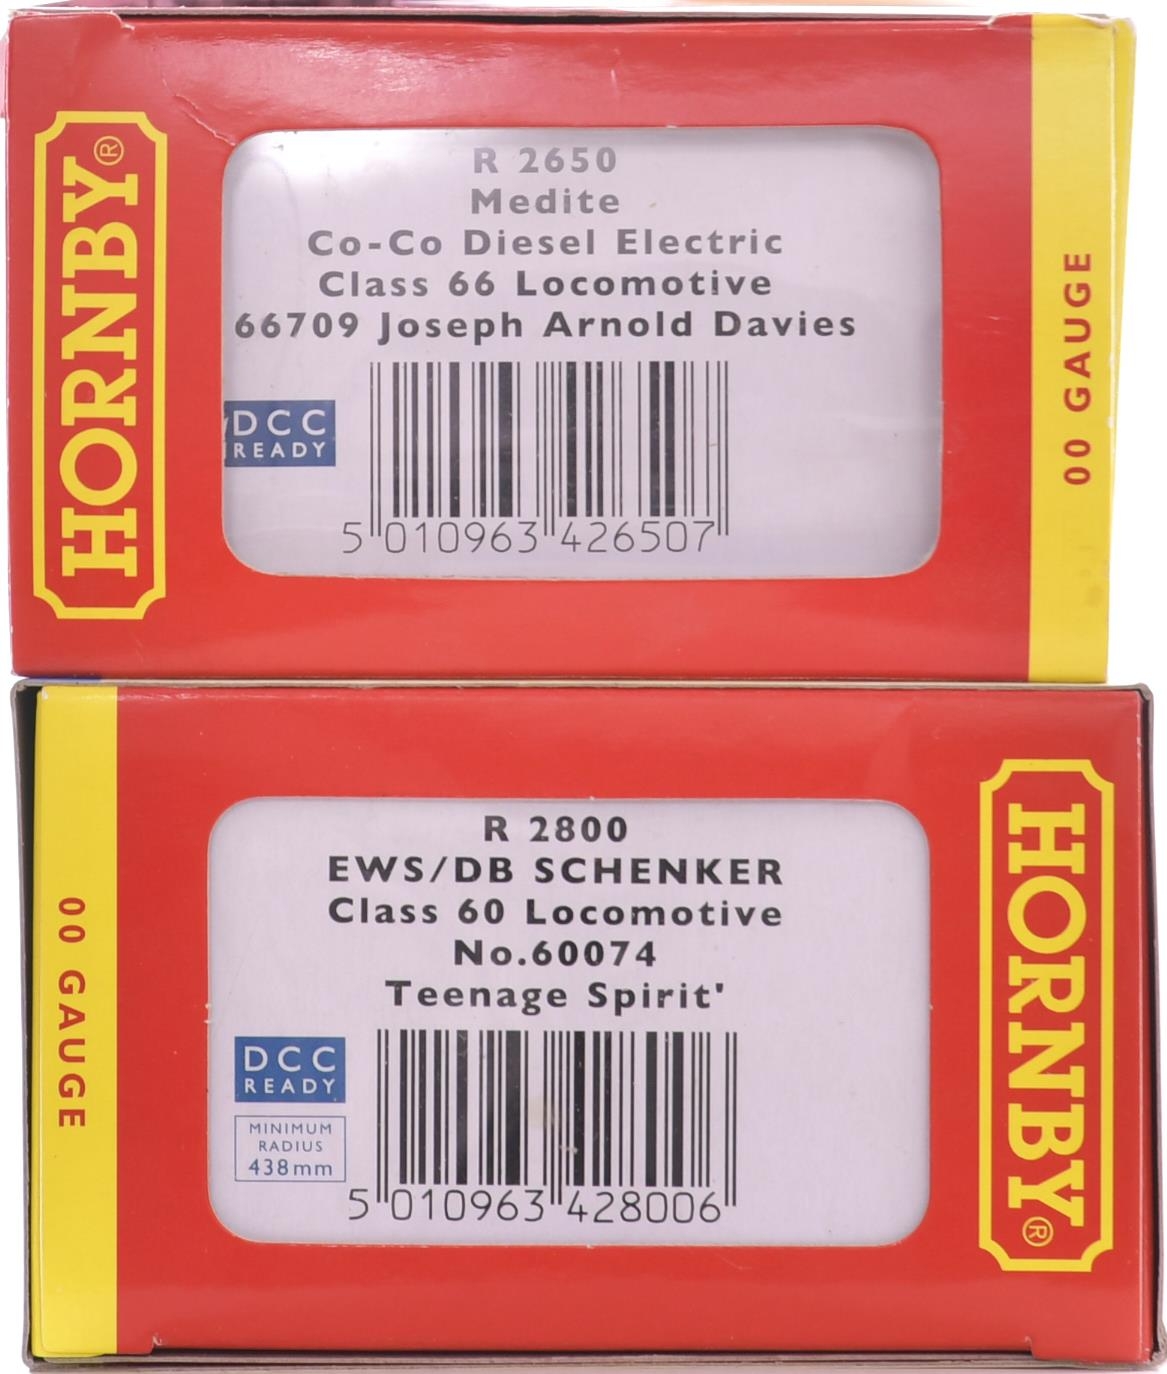 HORNBY®
R 2650
Medite
Co-Co Diesel Electric
Class 66 Locomotive
66709 Joseph Arnold Davies
DCC
READY
5 010963 426507
00 GAUGE
00 GAUGE
R 2800
EWS/DB SCHENKER
Class 60 Locomotive
No.60074
Teenage Spirit'
DCC
READY
MINIMUM
RADIUS
438mm
5 010963 428006
HORNBY®